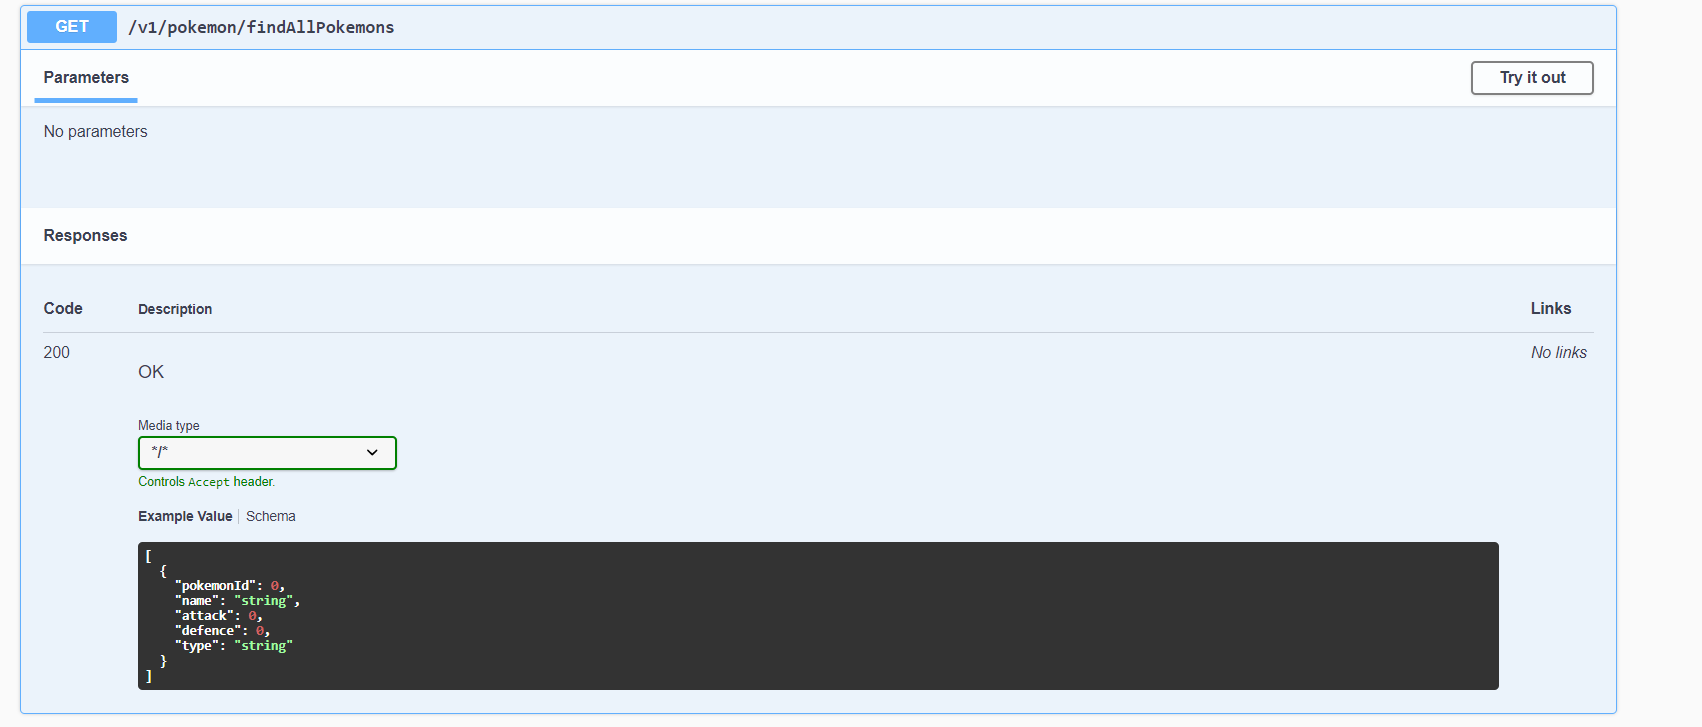 GET /v1/pokemon/findAllPokemons
Parameters
Try it out
No parameters
Responses
Code Description Links
200 No links
OK
Media type
*/*
Controls Accept header.
Example Value Schema
[
  {
    "pokemonId": 0,
    "name": "string",
    "attack": 0,
    "defence": 0,
    "type": "string"
  }
]